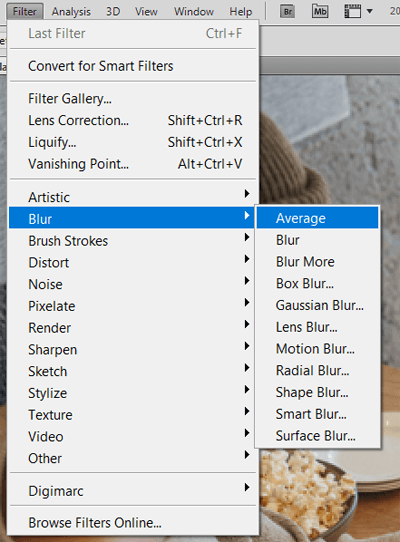 Filter Analysis 3D View Window Help Br Mb 20
Last Filter Ctrl+F
Convert for Smart Filters
Filter Gallery...
Lens Correction... Shift+Ctrl+R
Liquify... Shift+Ctrl+X
Vanishing Point... Alt+Ctrl+V
Artistic
Blur
Brush Strokes
Distort
Noise
Pixelate
Render
Sharpen
Sketch
Stylize
Texture
Video
Other
Digimarc
Browse Filters Online...
Average
Blur
Blur More
Box Blur...
Gaussian Blur...
Lens Blur...
Motion Blur...
Radial Blur...
Shape Blur...
Smart Blur...
Surface Blur...